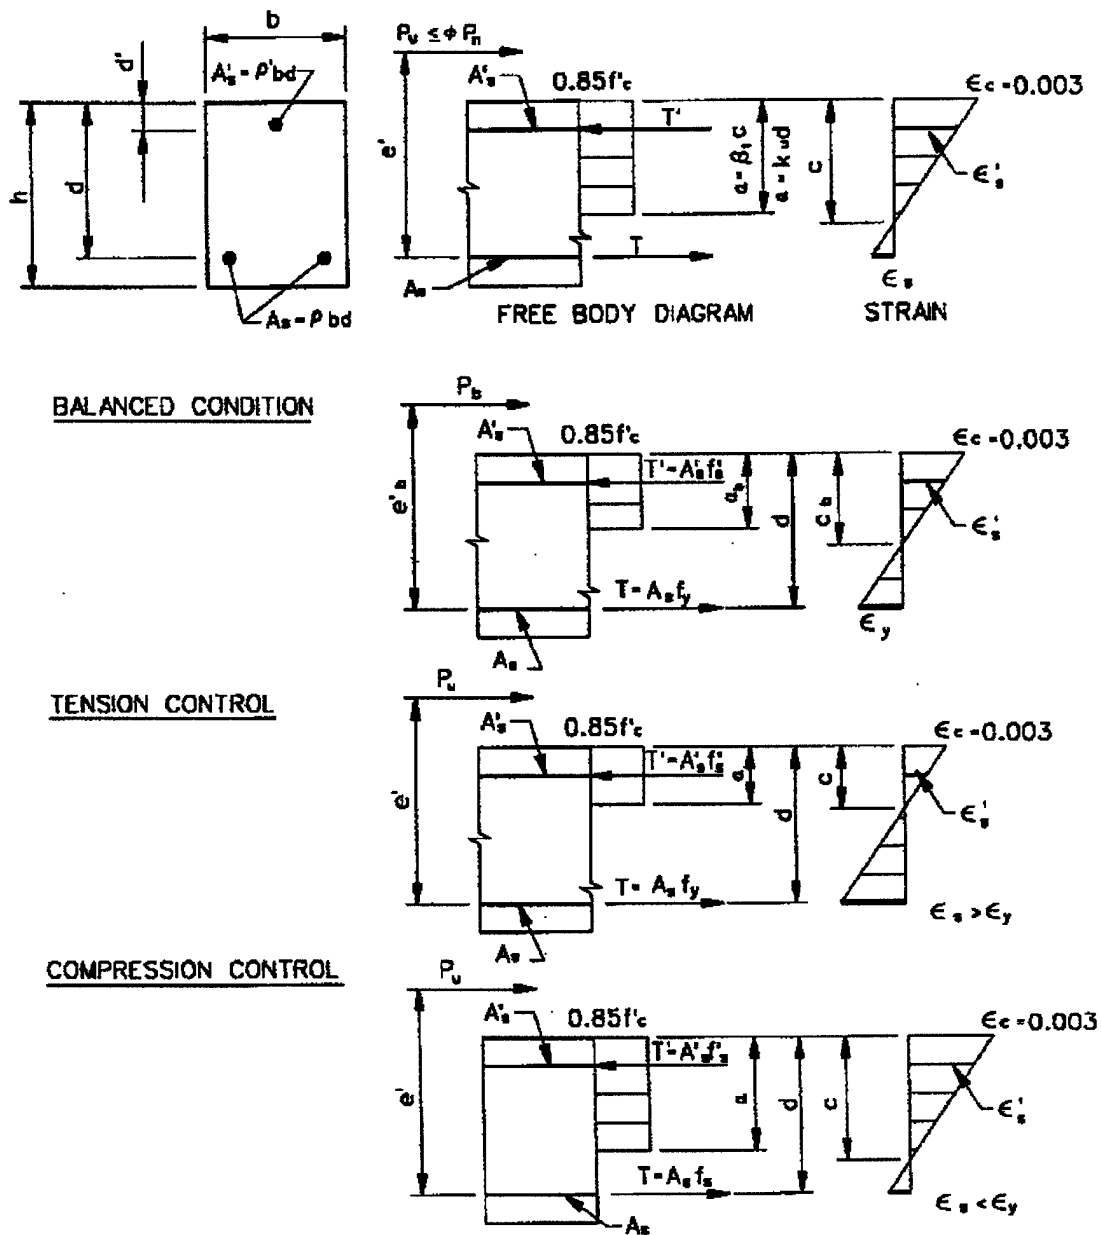 b
d'
A's = ρ'bd
h
d
As = ρbd
Pu ≤ ϕ Pn
A's
0.85f'c
T'
e'
a = β1 c
a = kud
c
ϵc = 0.003
ϵ's
T
As
ϵs
FREE BODY DIAGRAM
STRAIN
BALANCED CONDITION
Pb
A's
0.85f'c
T' = A's f's
e'b
ab
d
cb
ϵc = 0.003
ϵ's
T = As fy
As
ϵy
TENSION CONTROL
Pu
A's
0.85f'c
T' = A's f's
e'
a
d
c
ϵc = 0.003
ϵ's
T = As fy
As
ϵs > ϵy
COMPRESSION CONTROL
Pu
A's
0.85f'c
T' = A's f's
e'
a
d
c
ϵc = 0.003
ϵ's
T = As fs
As
ϵs < ϵy